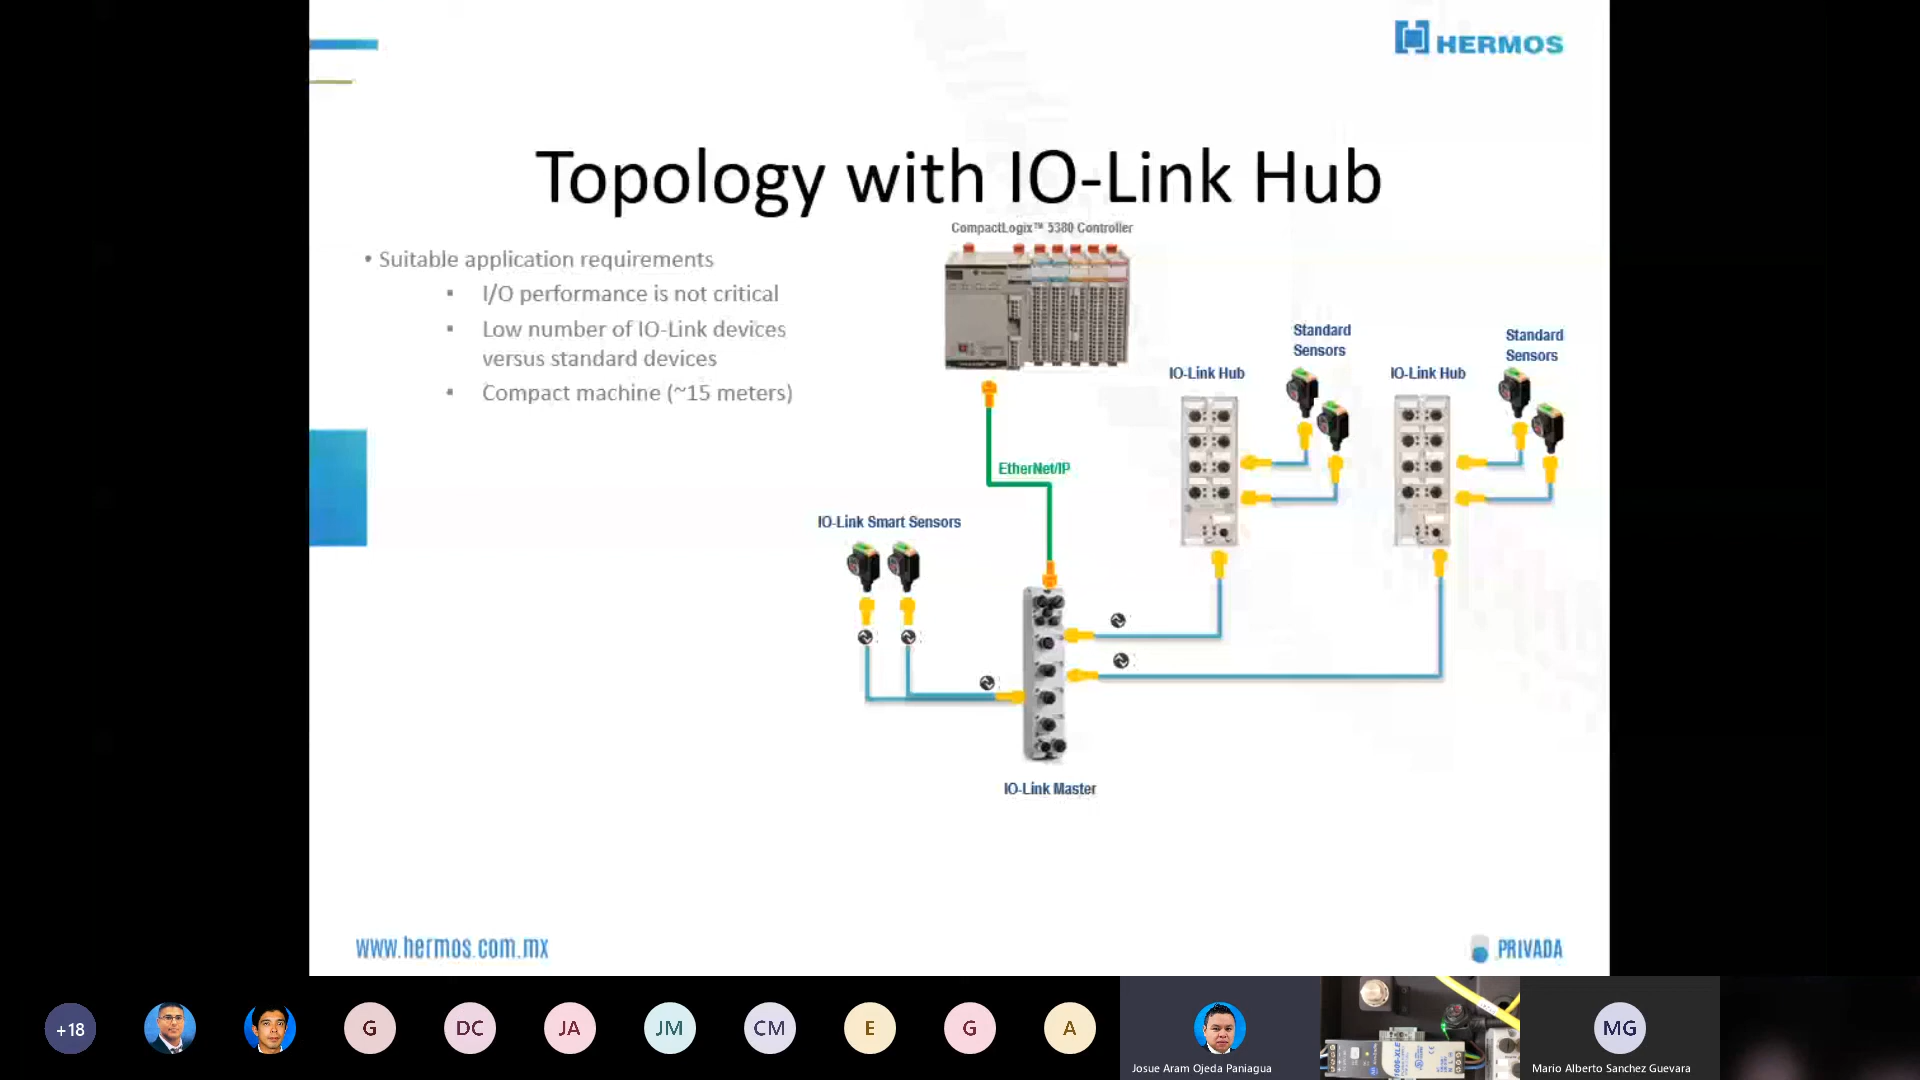 HERMOS
Topology with IO-Link Hub
CompactLogix™ 5380 Controller
• Suitable application requirements
▪ I/O performance is not critical
▪ Low number of IO-Link devices
versus standard devices
▪ Compact machine (~15 meters)
Standard
Sensors
Standard
Sensors
IO-Link Hub
IO-Link Hub
EtherNet/IP
IO-Link Smart Sensors
IO-Link Master
www.hermos.com.mx
PRIVADA
+18
G
DC
JA
JM
CM
E
G
A
MG
1606-XLE
Josue Aram Ojeda Paniagua
Mario Alberto Sanchez Guevara